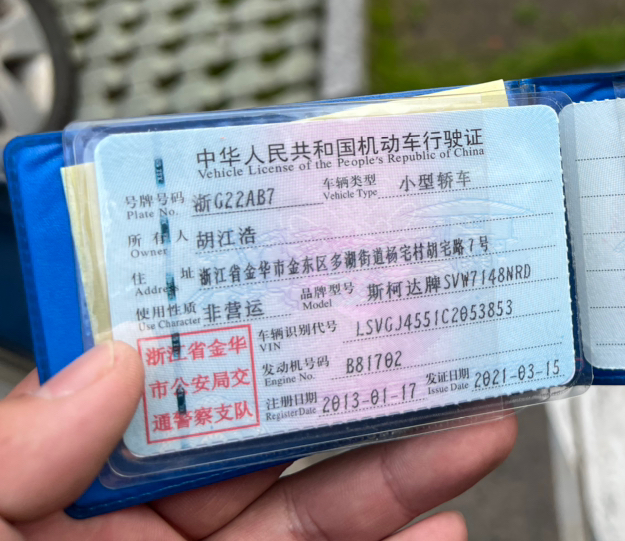 中华人民共和国机动车行驶证
Vehicle License of the People's Republic of China
号牌号码 浙G22AB7 车辆类型 小型轿车
Plate No. Vehicle Type
所有人 胡江浩
Owner
住址 浙江省金华市金东区多湖街道杨宅村胡宅路7号
Address
使用性质 非营运 品牌型号 斯柯达牌SVW7148NRD
Use Character Model
浙江省金华
市公安局交
通警察支队
车辆识别代号 LSVGJ4551C2053853
VIN
发动机号码 B81702
Engine No.
注册日期 2013-01-17 发证日期 2021-03-15
Register Date Issue Date